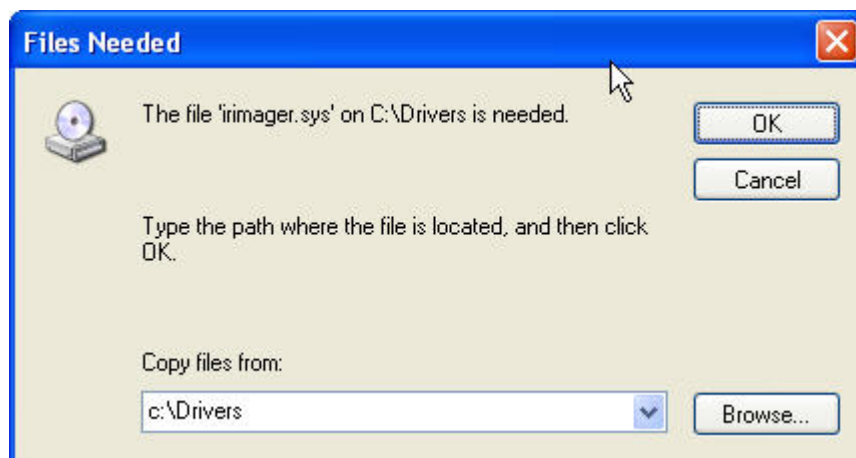 Files Needed
The file 'irimager.sys' on C:\Drivers is needed.
OK
Cancel
Type the path where the file is located, and then click
OK.
Copy files from:
c:\Drivers
Browse...